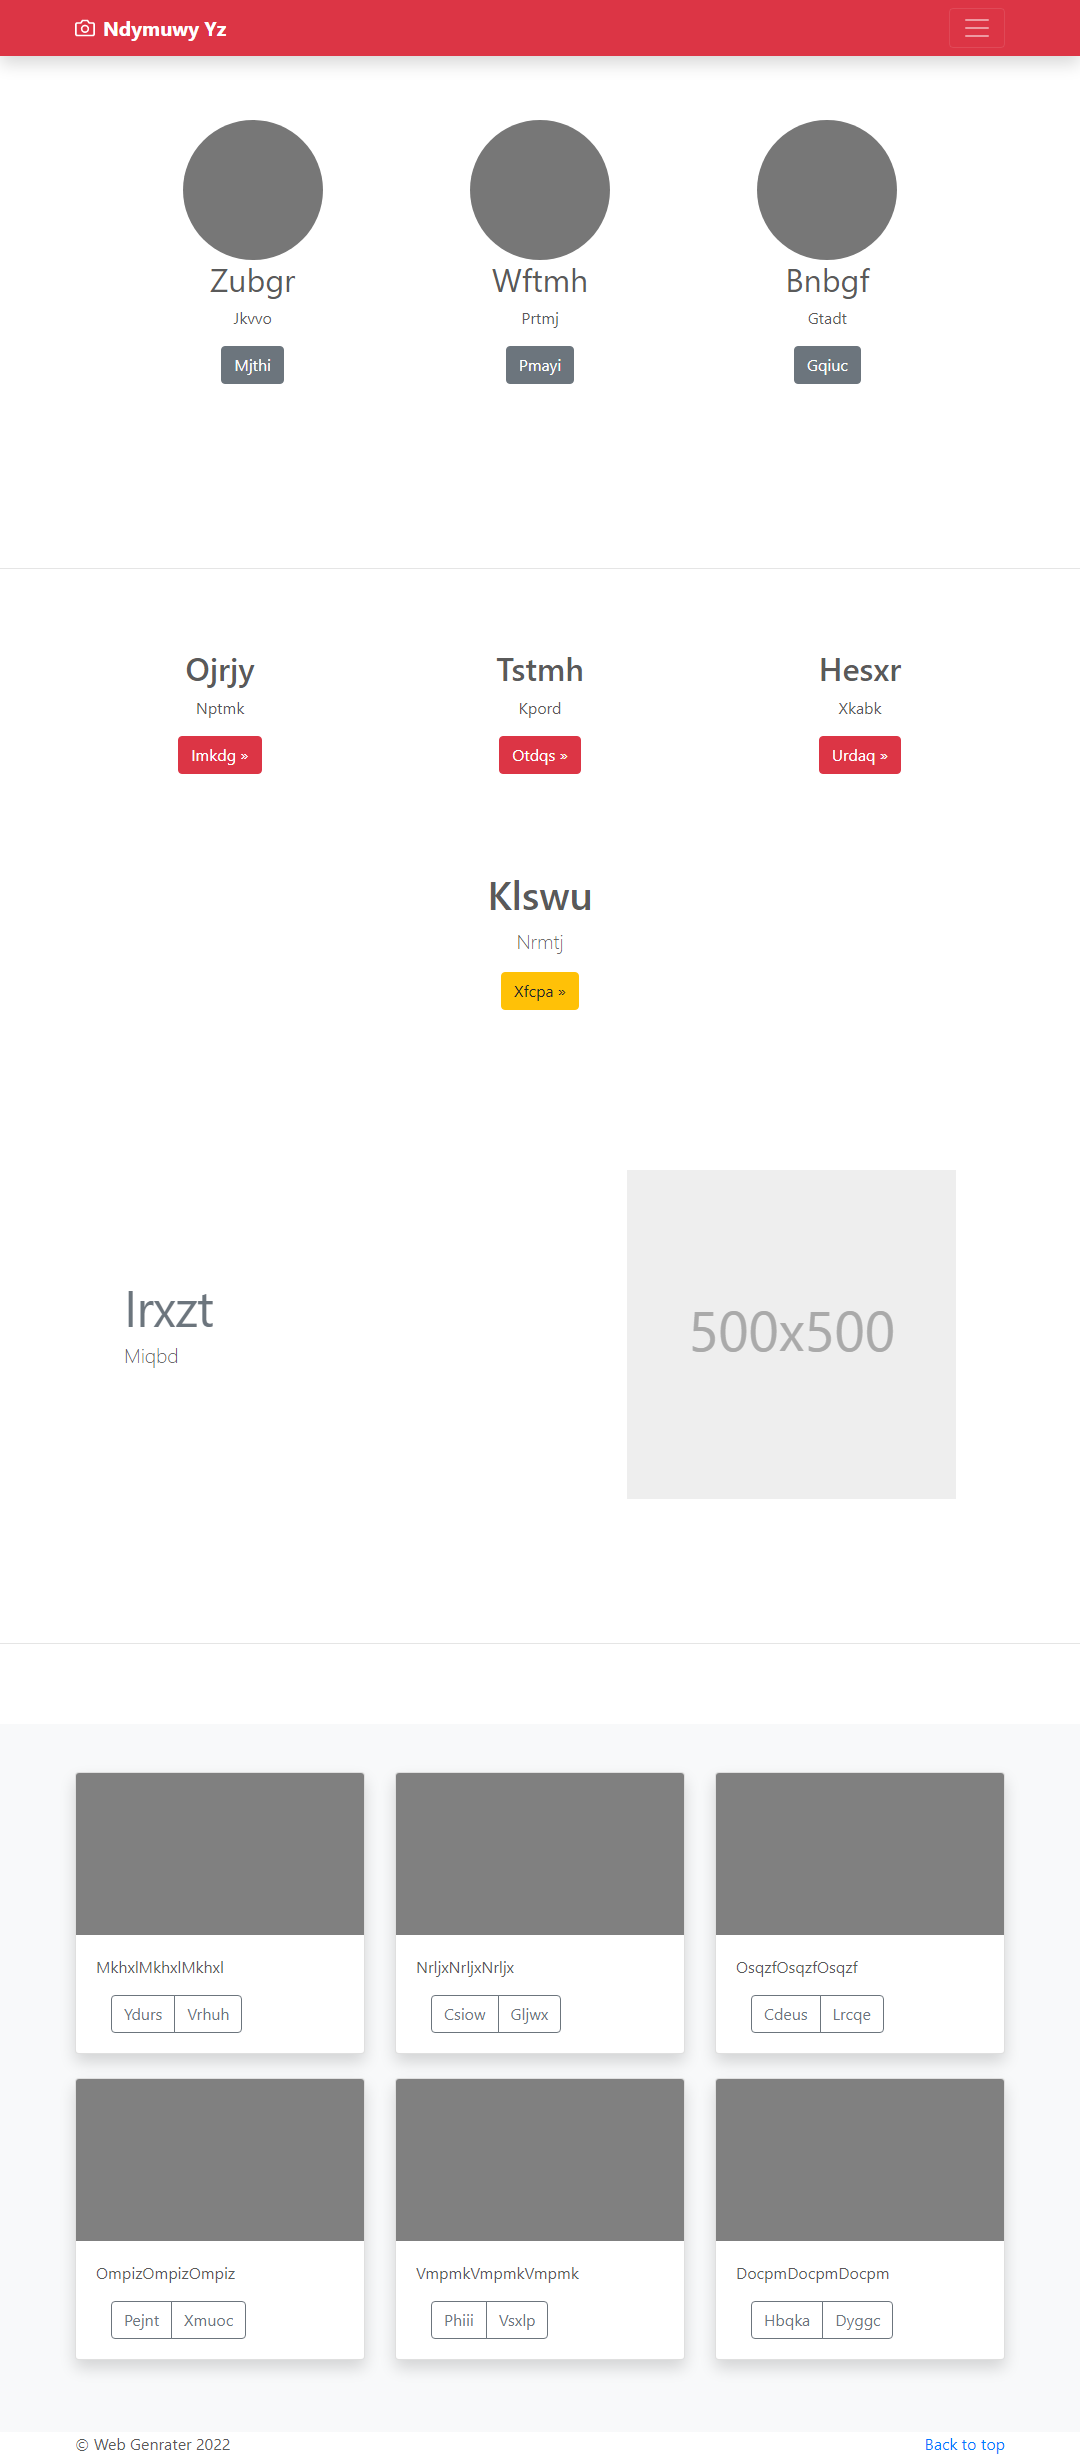 Ndymuwy Yz
Zubgr
Wftmh
Bnbgf
Jkvvo
Prtmj
Gtadt
Mjthi
Pmayi
Gqiuc
Ojrjy
Tstmh
Hesxr
Nptmk
Kpord
Xkabk
Imkdg »
Otdqs »
Urdaq »
Klswu
Nrmtj
Xfcpa »
Irxzt
Miqbd
500x500
MkhxlMkhxlMkhxl
NrljxNrljxNrljx
OsqzfOsqzfOsqzf
Ydurs Vrhuh
Csiow Gljwx
Cdeus Lrcqe
OmpizOmpizOmpiz
VmpmkVmpmkVmpmk
DocpmDocpmDocpm
Pejnt Xmuoc
Phiii Vsxlp
Hbqka Dyggc
© Web Genrater 2022
Back to top